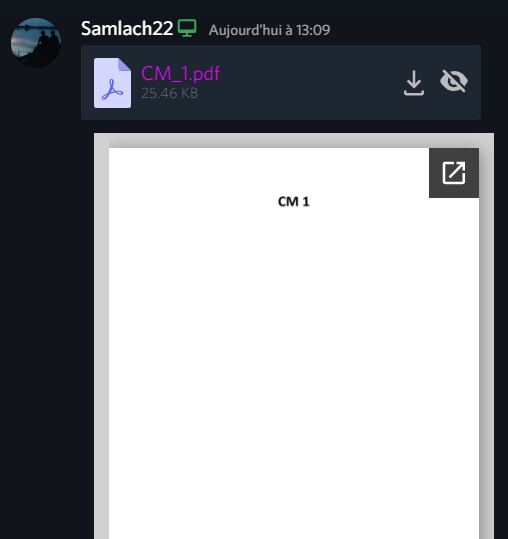 Samlach22 Aujourd’hui à 13:09
CM_1.pdf
25.46 KB
CM 1